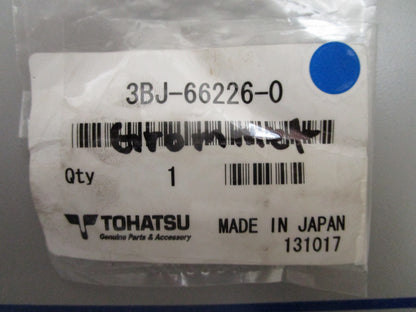 3BJ-66226-0
Grommet
Qty 1
TOHATSU MADE IN JAPAN
Genuine Parts & Accessory 131017